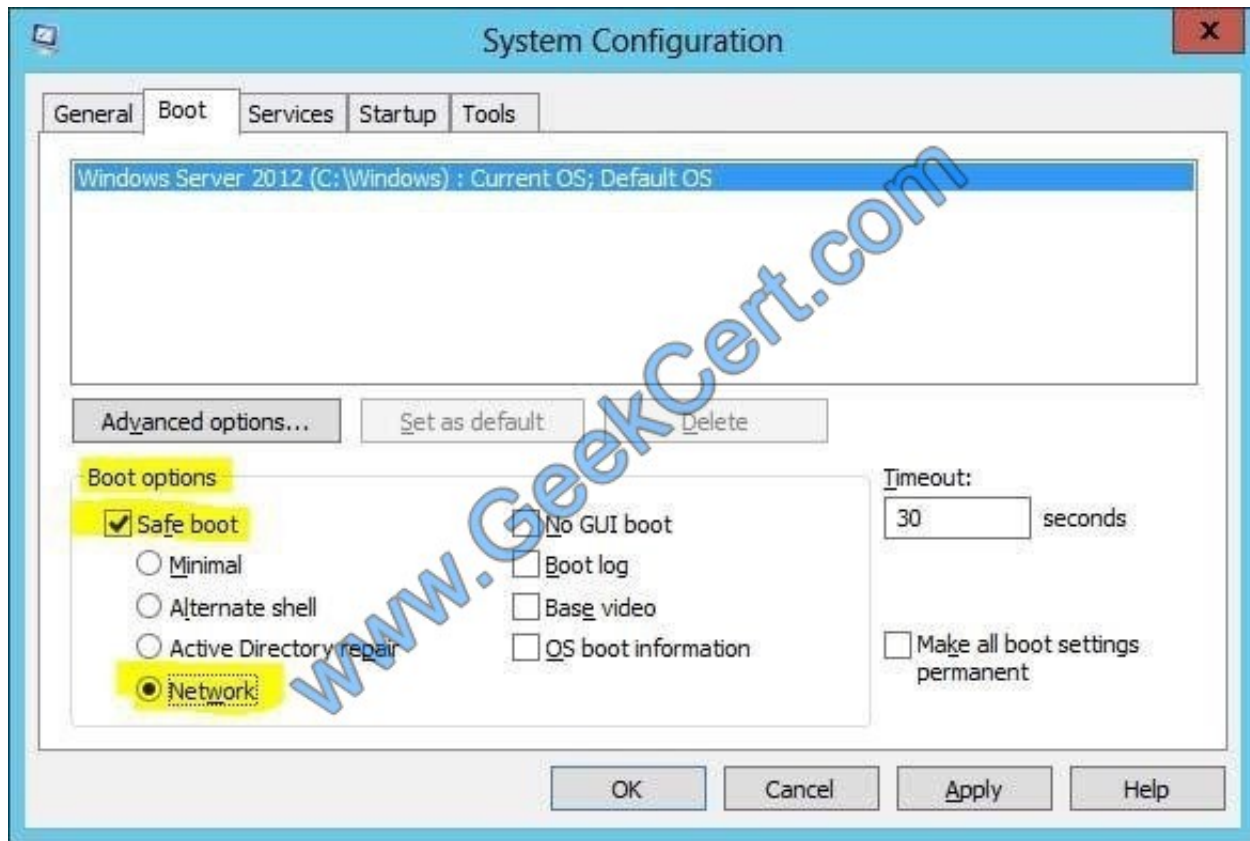 System Configuration
x
General Boot Services Startup Tools
Windows Server 2012 (C:\Windows) : Current OS; Default OS
Advanced options... Set as default Delete
Boot options
Timeout:
Safe boot No GUI boot 30 seconds
Minimal Boot log
Alternate shell Base video
Active Directory repair OS boot information Make all boot settings
permanent
Network
OK Cancel Apply Help
www.GeekCert.com